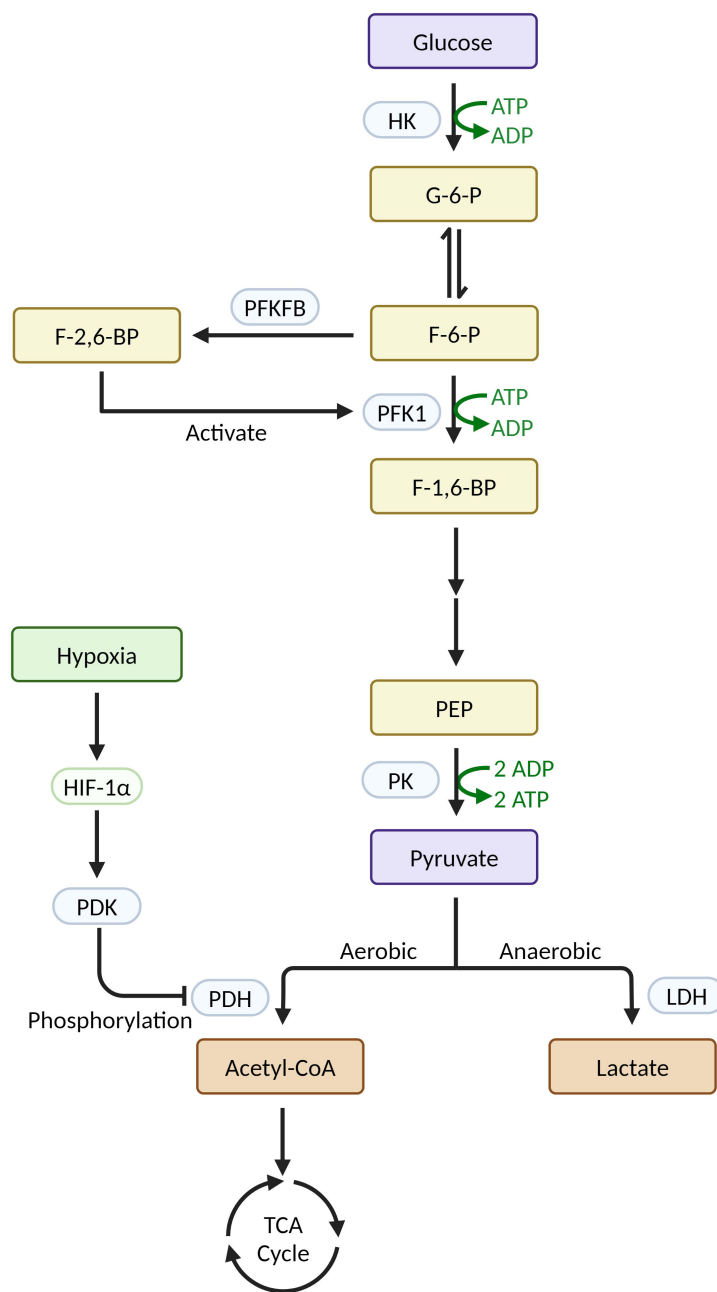 Glucose
HK
ATP
ADP
G-6-P
PFKFB
F-2,6-BP
F-6-P
Activate
PFK1
ATP
ADP
F-1,6-BP
Hypoxia
PEP
HIF-1α
PK
2 ADP
2 ATP
Pyruvate
PDK
Aerobic
Anaerobic
PDH
LDH
Phosphorylation
Acetyl-CoA
Lactate
TCA
Cycle